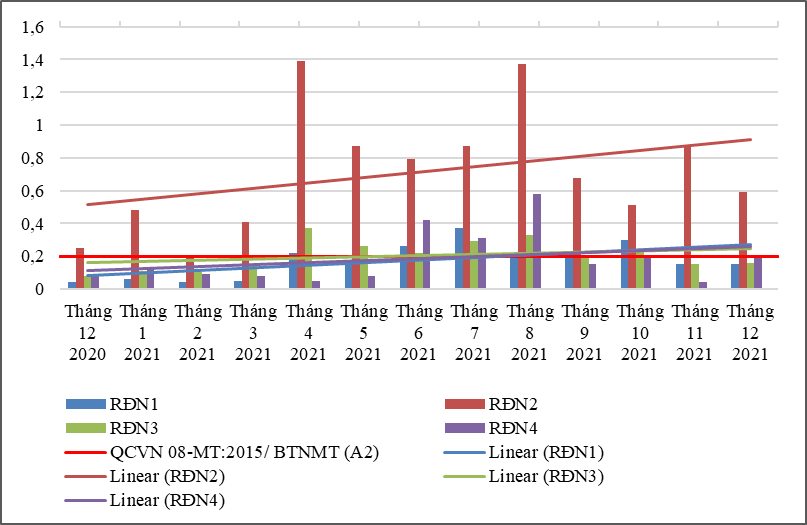 1,6
1,4
1,2
1
0,8
0,6
0,4
0,2
0
Tháng Tháng Tháng Tháng Tháng Tháng Tháng Tháng Tháng Tháng Tháng Tháng Tháng
12 1 2 3 4 5 6 7 8 9 10 11 12
2020 2021 2021 2021 2021 2021 2021 2021 2021 2021 2021 2021 2021
RĐN1 RĐN2
RĐN3 RĐN4
QCVN 08-MT:2015/ BTNMT (A2) Linear (RĐN1)
Linear (RĐN2) Linear (RĐN3)
Linear (RĐN4)